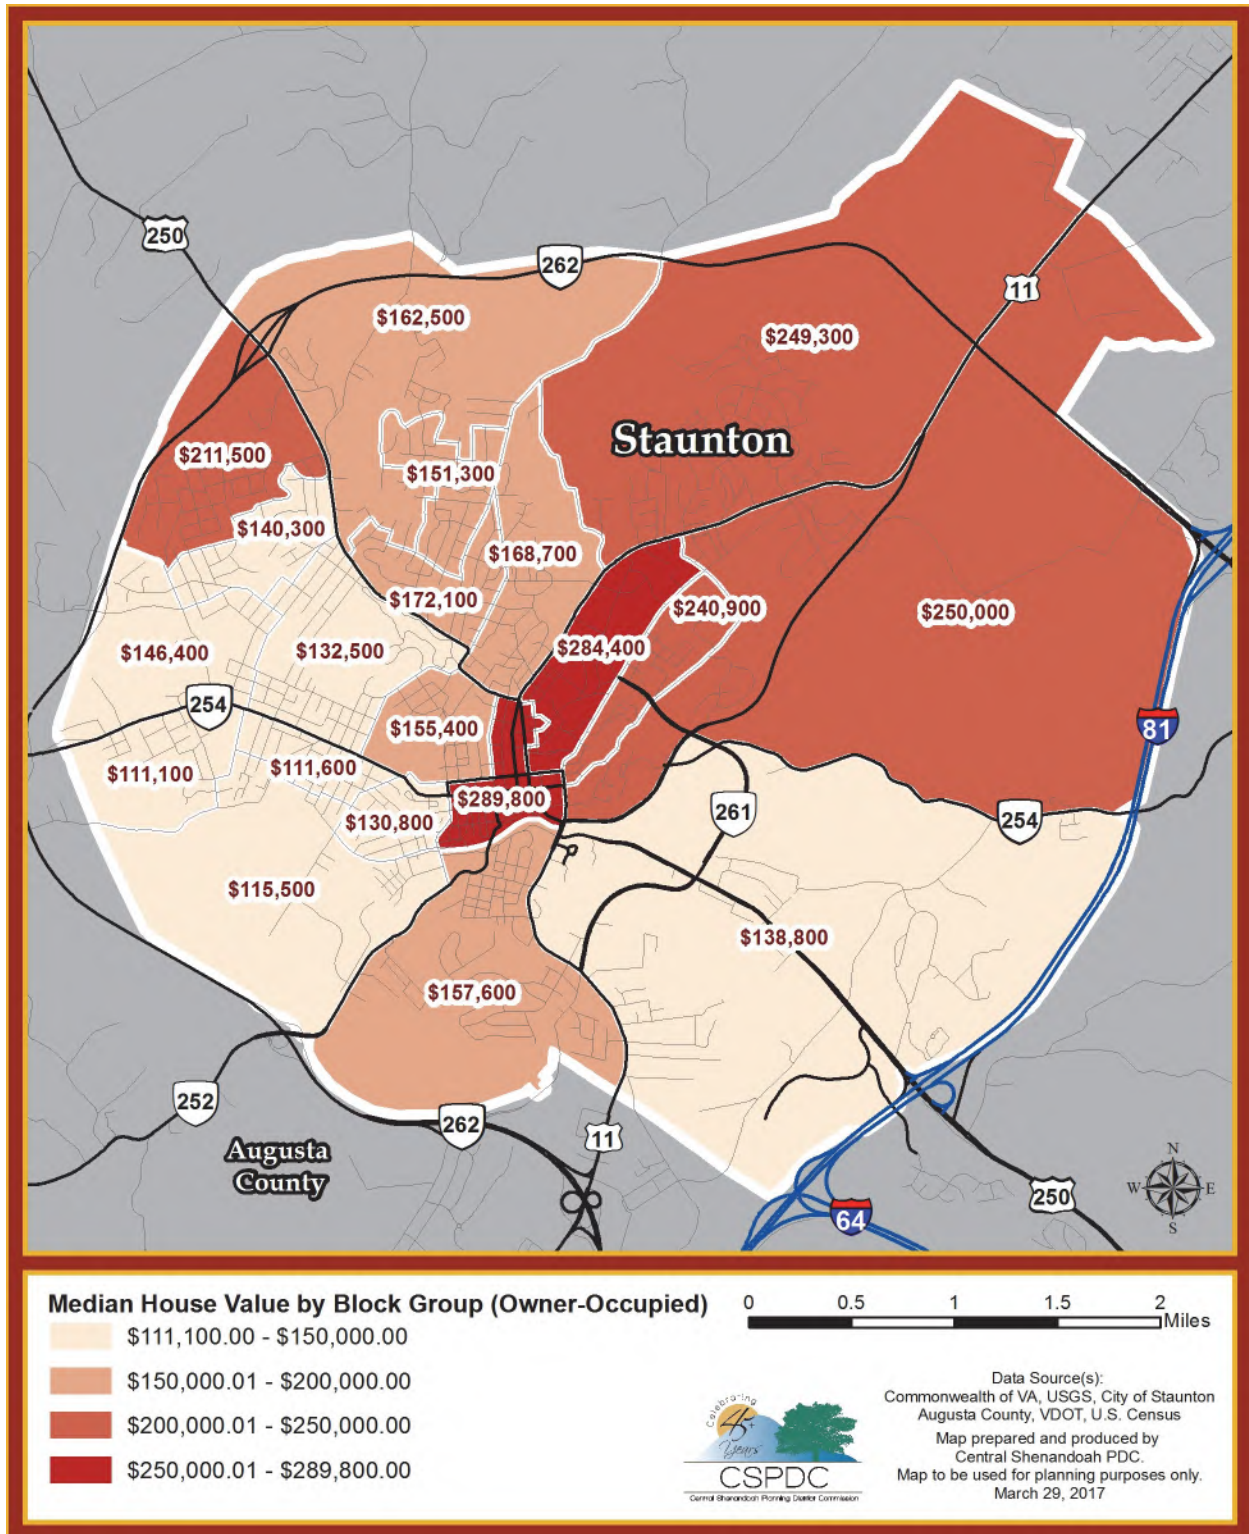 250
262
11
$162,500
$249,300
Staunton
$211,500
$151,300
$140,300
$168,700
$172,100
$240,900
$250,000
$284,400
$146,400
$132,500
254
$155,400
81
$111,100
$111,600
$289,800
$130,800
261
254
$115,500
$138,800
$157,600
252
262
11
Augusta
County
250
64
N
W
E
S
Median House Value by Block Group (Owner-Occupied)
$111,100.00 - $150,000.00
$150,000.01 - $200,000.00
$200,000.01 - $250,000.00
$250,000.01 - $289,800.00
0 0.5 1 1.5 2
Miles
Celebrating
45+
Years
CSPDC
Central Shenandoah Planning District Commission
Data Source(s):
Commonwealth of VA, USGS, City of Staunton
Augusta County, VDOT, U.S. Census
Map prepared and produced by
Central Shenandoah PDC.
Map to be used for planning purposes only.
March 29, 2017